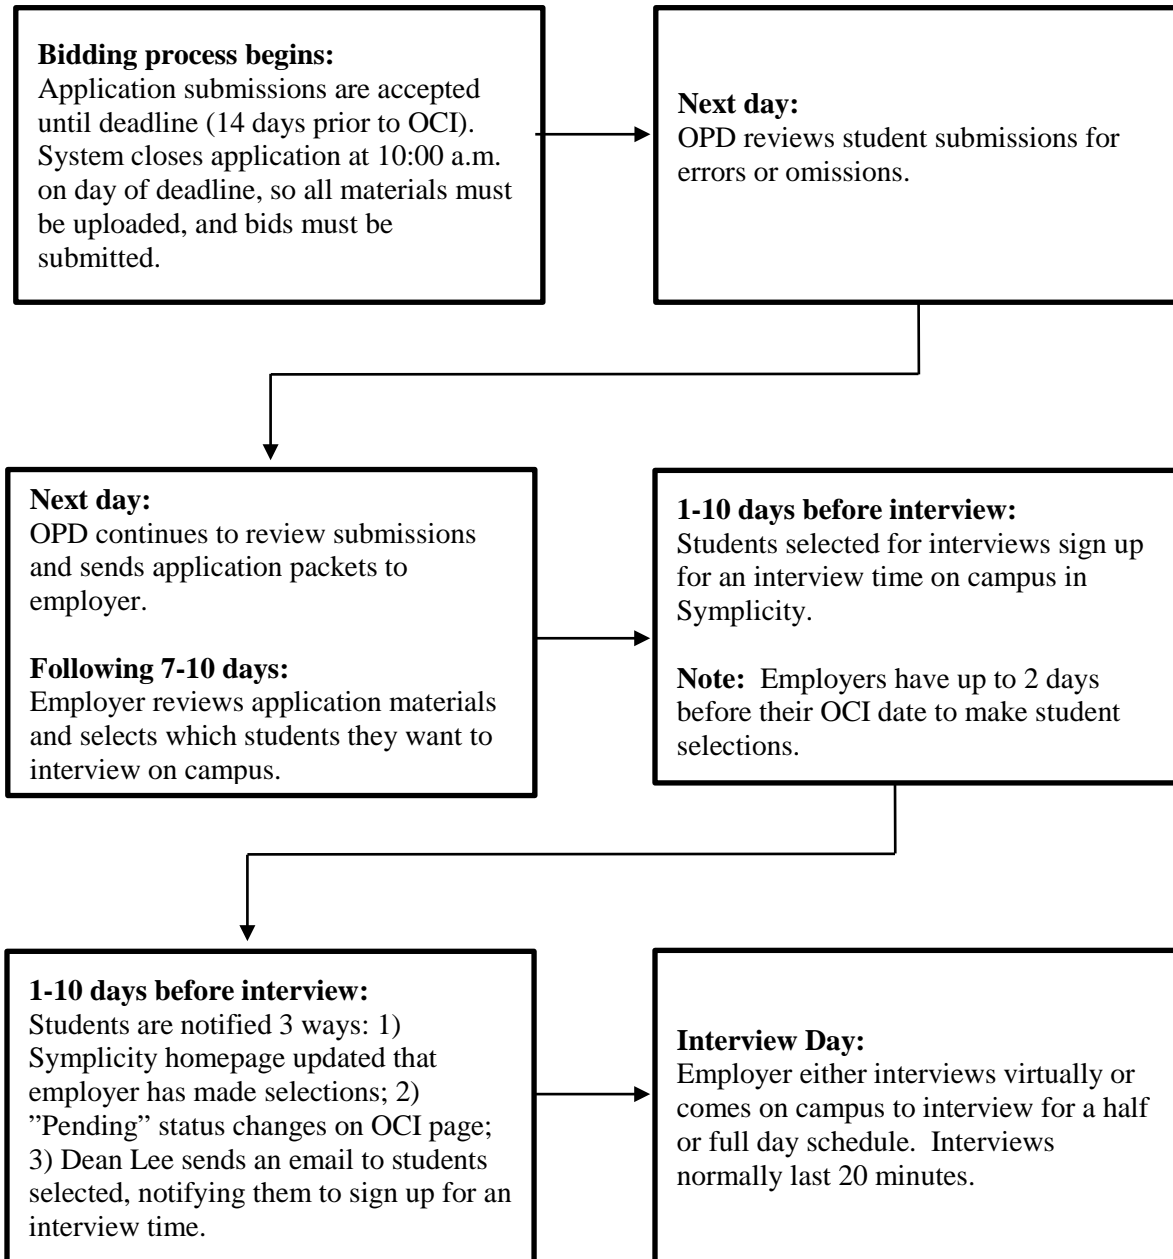 Bidding process begins:
Application submissions are accepted
until deadline (14 days prior to OCI).
System closes application at 10:00 a.m.
on day of deadline, so all materials must
be uploaded, and bids must be
submitted.
Next day:
OPD reviews student submissions for
errors or omissions.
Next day:
OPD continues to review submissions
and sends application packets to
employer.
Following 7-10 days:
Employer reviews application materials
and selects which students they want to
interview on campus.
1-10 days before interview:
Students selected for interviews sign up
for an interview time on campus in
Symplicity.
Note:  Employers have up to 2 days
before their OCI date to make student
selections.
1-10 days before interview:
Students are notified 3 ways: 1)
Symplicity homepage updated that
employer has made selections; 2)
”Pending” status changes on OCI page;
3) Dean Lee sends an email to students
selected, notifying them to sign up for an
interview time.
Interview Day:
Employer either interviews virtually or
comes on campus to interview for a half
or full day schedule.  Interviews
normally last 20 minutes.